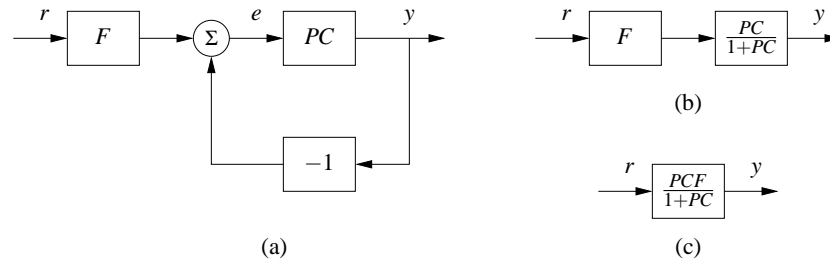 r F Σ e PC y
−1
(a)
r F PC/1+PC y
(b)
r PCF/1+PC y
(c)